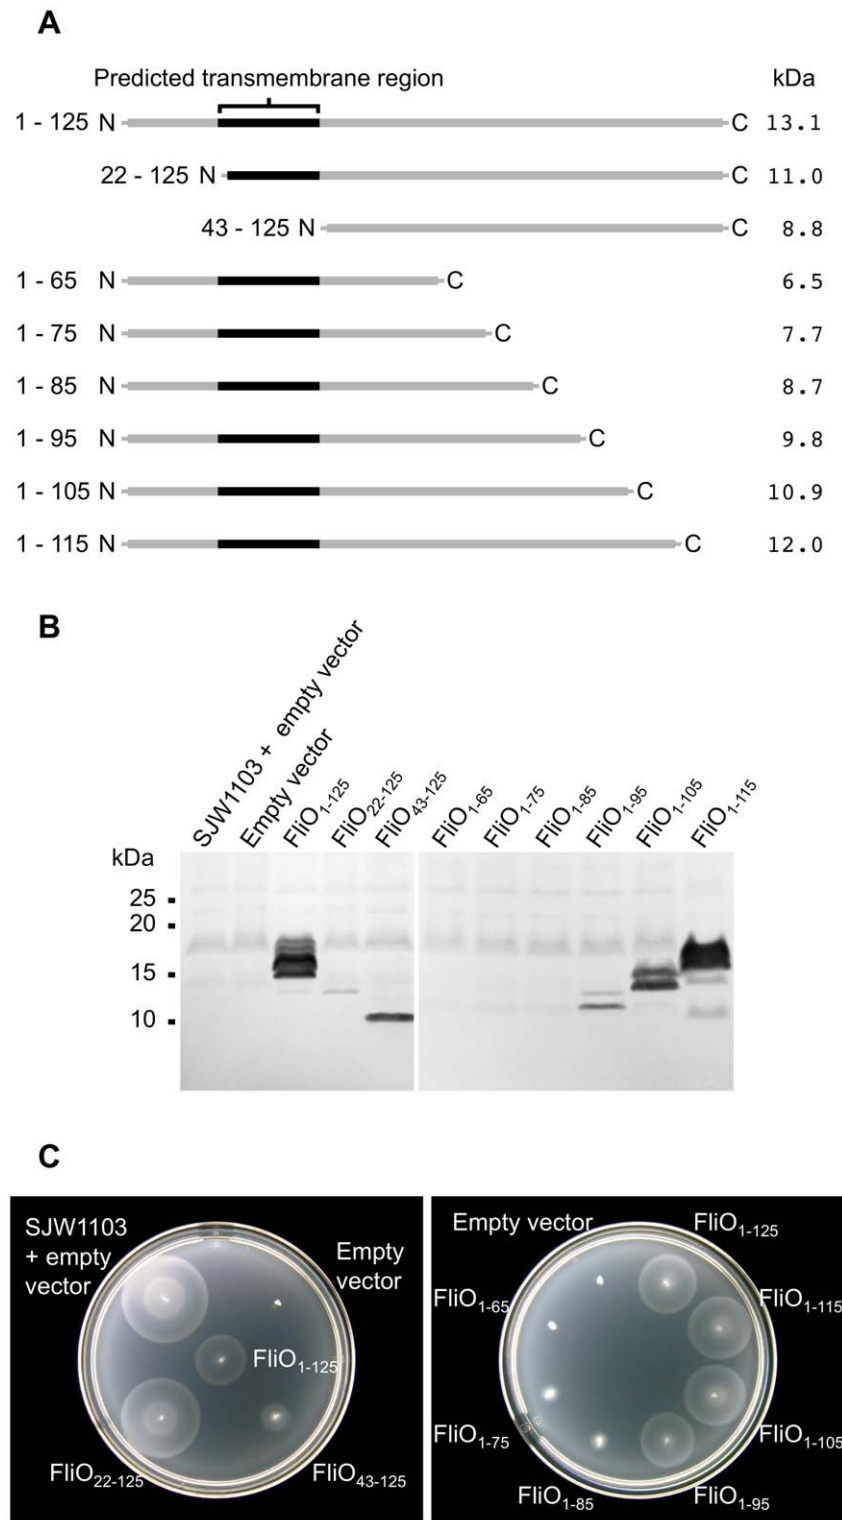 A
Predicted transmembrane region kDa
1 - 125 N C 13.1
22 - 125 N C 11.0
43 - 125 N C 8.8
1 - 65 N C 6.5
1 - 75 N C 7.7
1 - 85 N C 8.7
1 - 95 N C 9.8
1 - 105 N C 10.9
1 - 115 N C 12.0
B
SJW1103 + empty vector
Empty vector
FliO1-125
FliO22-125
FliO43-125
FliO1-65
FliO1-75
FliO1-85
FliO1-95
FliO1-105
FliO1-115
kDa
25
20
15
10
C
SJW1103
+ empty
vector
Empty
vector
FliO1-125
FliO22-125
FliO43-125
Empty vector
FliO1-125
FliO1-65
FliO1-115
FliO1-75
FliO1-105
FliO1-85
FliO1-95